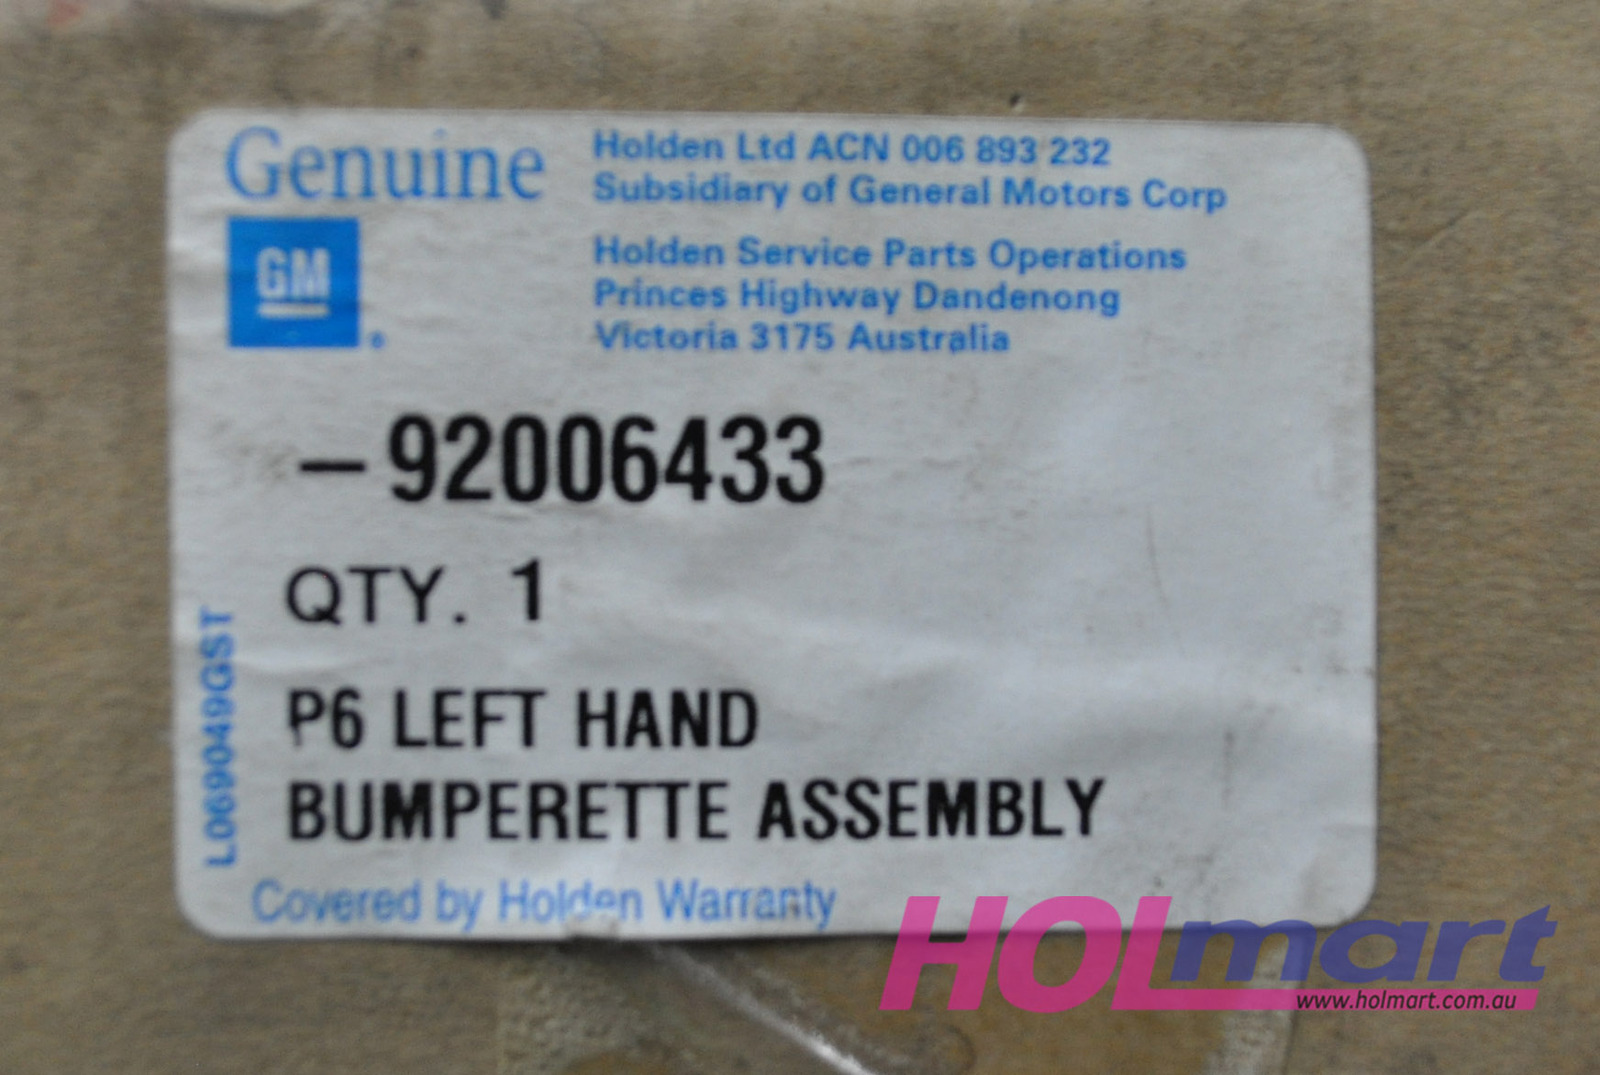 Genuine
GM
®
Holden Ltd ACN 006 893 232
Subsidiary of General Motors Corp
Holden Service Parts Operations
Princes Highway Dandenong
Victoria 3175 Australia
–92006433
QTY. 1
P6 LEFT HAND
BUMPERETTE ASSEMBLY
L069049GST
Covered by Holden Warranty
HOLmart
www.holmart.com.au